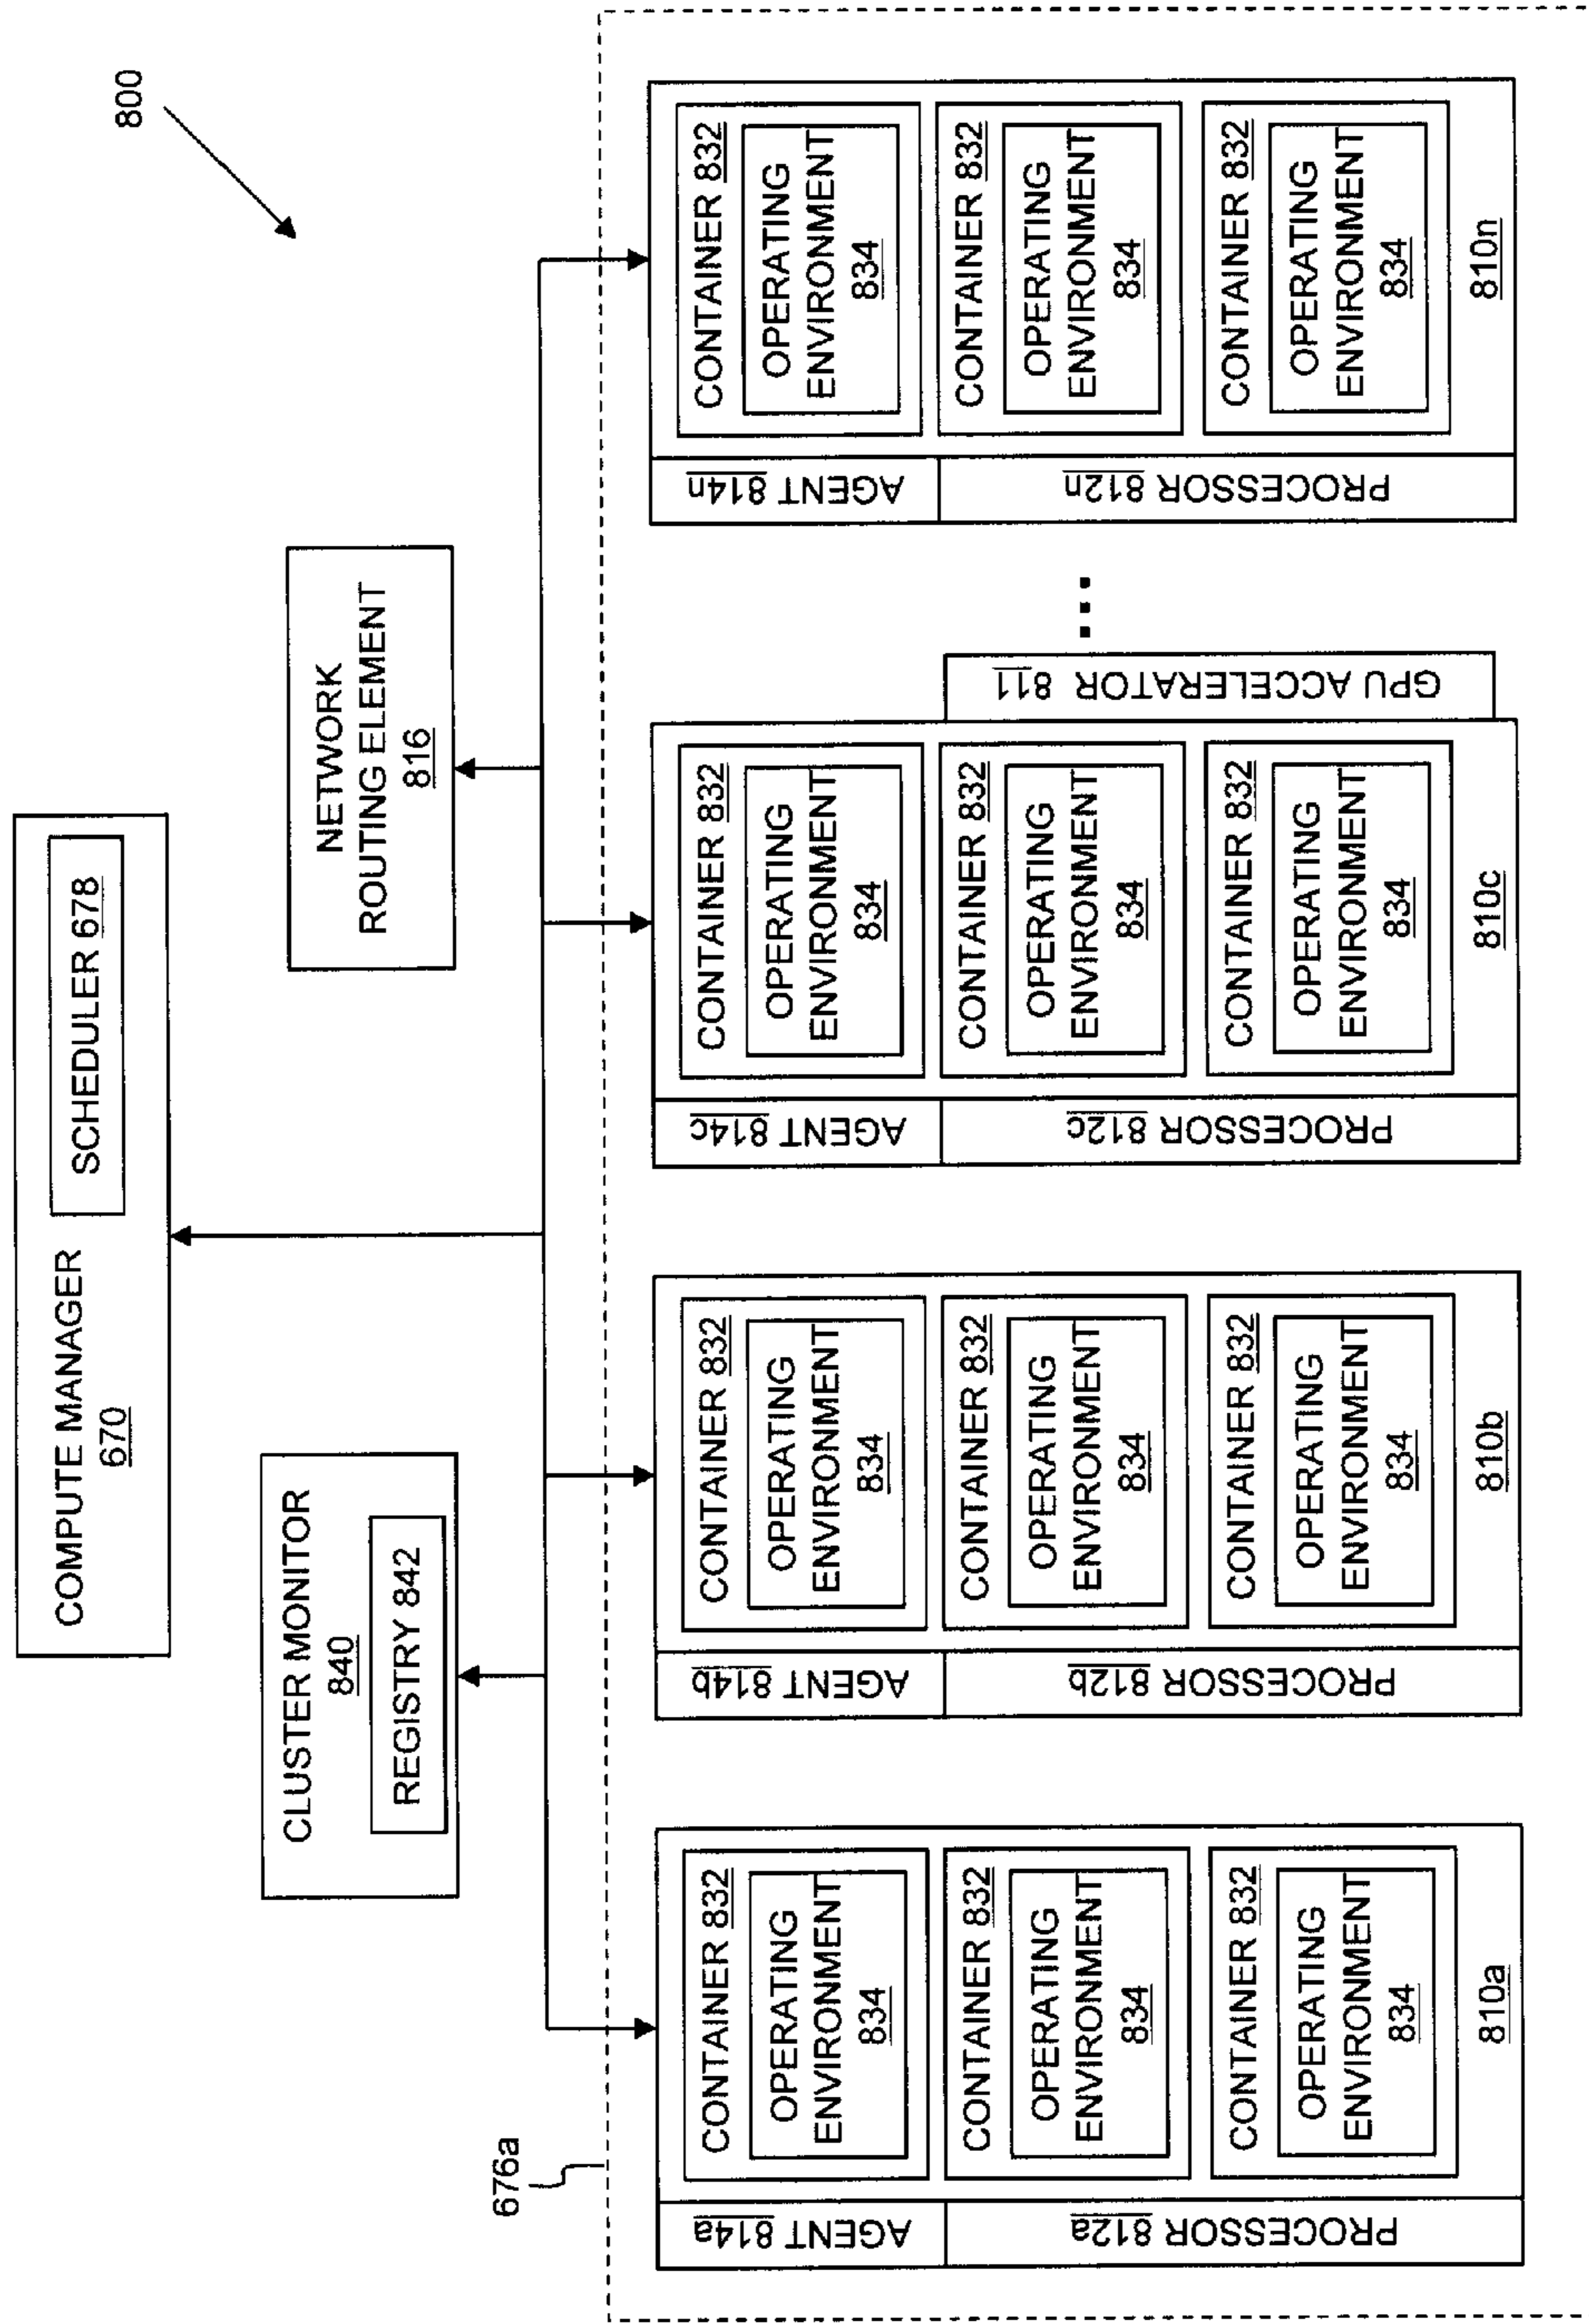 800
COMPUTE MANAGER
670
SCHEDULER 678
CLUSTER MONITOR
840
REGISTRY 842
NETWORK
ROUTING ELEMENT
816
676a
AGENT 814a
PROCESSOR 812a
CONTAINER 832
OPERATING
ENVIRONMENT
834
CONTAINER 832
OPERATING
ENVIRONMENT
834
CONTAINER 832
OPERATING
ENVIRONMENT
834
810a
AGENT 814b
PROCESSOR 812b
CONTAINER 832
OPERATING
ENVIRONMENT
834
CONTAINER 832
OPERATING
ENVIRONMENT
834
CONTAINER 832
OPERATING
ENVIRONMENT
834
810b
AGENT 814c
PROCESSOR 812c
CONTAINER 832
OPERATING
ENVIRONMENT
834
CONTAINER 832
OPERATING
ENVIRONMENT
834
CONTAINER 832
OPERATING
ENVIRONMENT
834
810c
GPU ACCELERATOR 811
...
AGENT 814n
PROCESSOR 812n
CONTAINER 832
OPERATING
ENVIRONMENT
834
CONTAINER 832
OPERATING
ENVIRONMENT
834
CONTAINER 832
OPERATING
ENVIRONMENT
834
810n